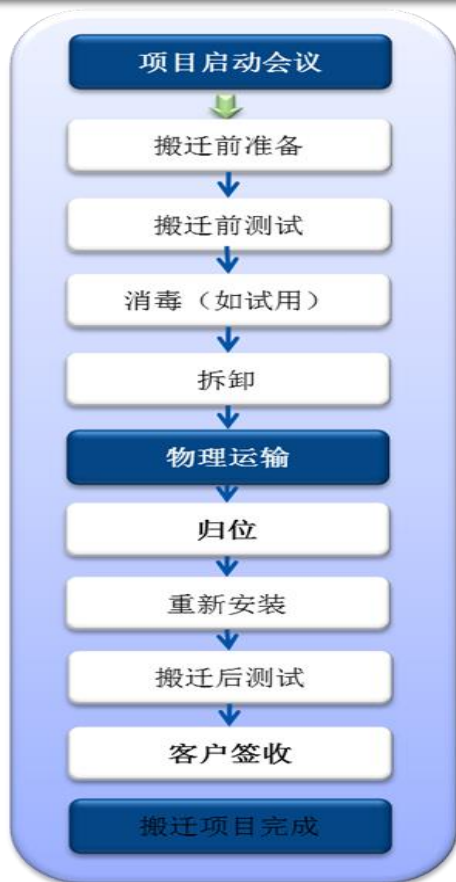 项目启动会议
搬迁前准备
搬迁前测试
消毒（如试用）
拆卸
物理运输
归位
重新安装
搬迁后测试
客户签收
搬迁项目完成